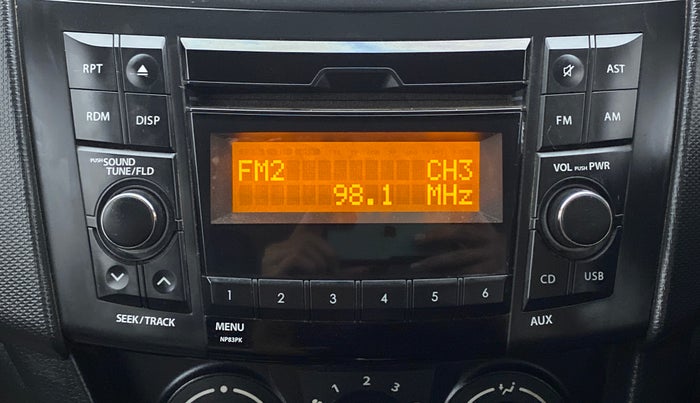 RPT
AST
RDM
DISP
FM
AM
PUSH SOUND
TUNE/FLD
VOL PUSH PWR
FM2 CH3
98.1 MHz
CD
USB
1 2 3 4 5 6
SEEK/TRACK
MENU
NP83PK
AUX
1 2 3